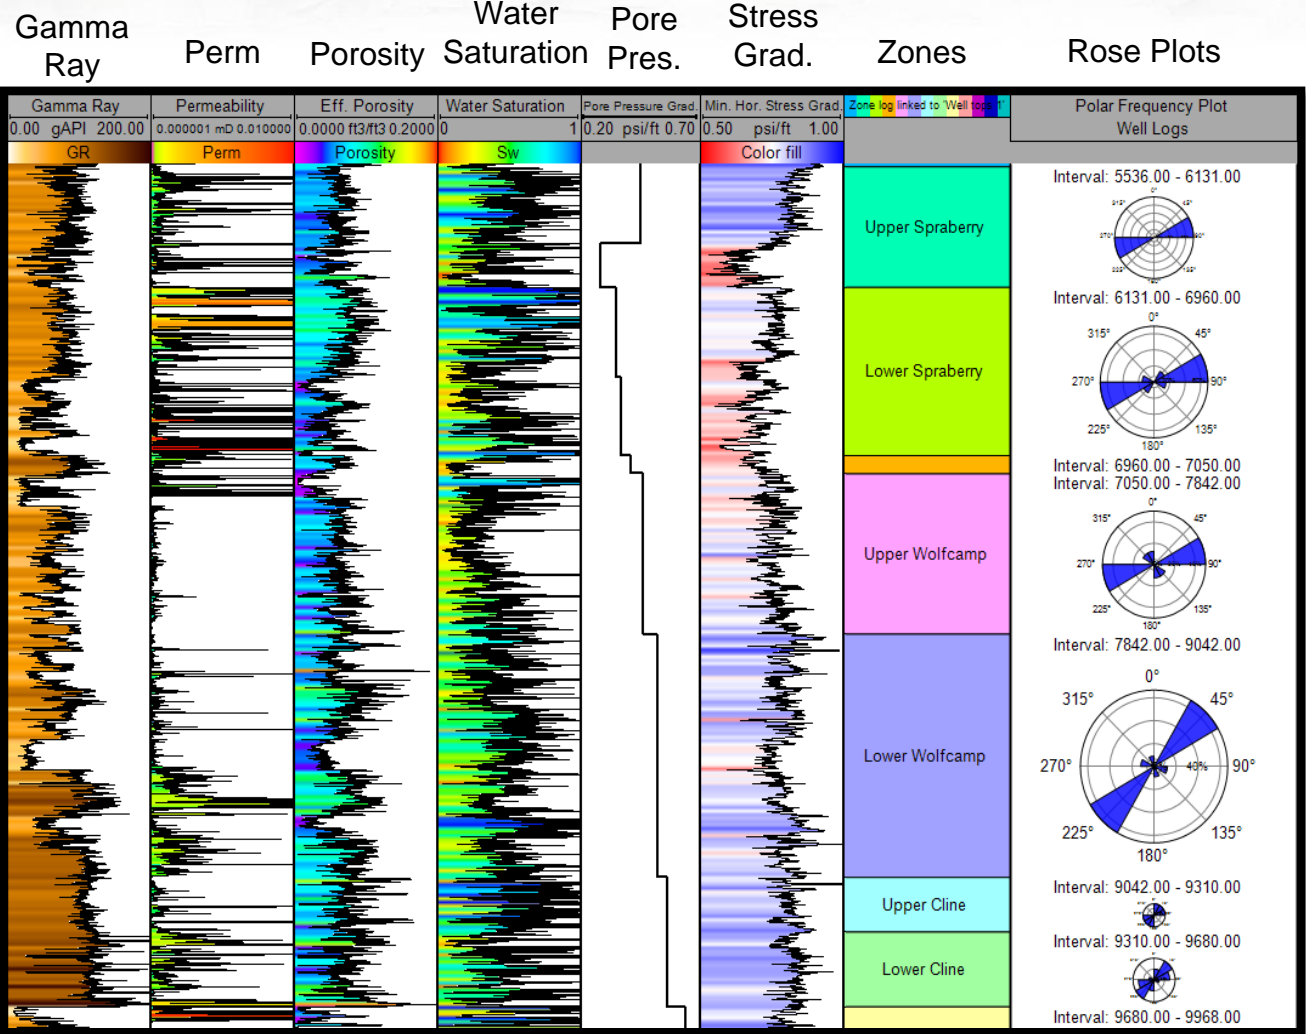 Gamma Ray
Perm
Porosity
Water Saturation
Pore Pres.
Stress Grad.
Zones
Rose Plots
Gamma Ray
0.00 gAPI 200.00
GR
Permeability
0.000001 mD 0.010000
Perm
Eff. Porosity
0.0000 ft3/ft3 0.2000
Porosity
Water Saturation
0 1
Sw
Pore Pressure Grad.
0.20 psi/ft 0.70
Min. Hor. Stress Grad.
0.50 psi/ft 1.00
Color fill
Zone log linked to 'Well tops 1'
Polar Frequency Plot
Well Logs
Upper Spraberry
Lower Spraberry
Upper Wolfcamp
Lower Wolfcamp
Upper Cline
Lower Cline
Interval: 5536.00 - 6131.00
0°
315° 45°
270° 90°
225° 135°
180°
Interval: 6131.00 - 6960.00
0°
315° 45°
270° 90°
225° 135°
180°
Interval: 6960.00 - 7050.00
Interval: 7050.00 - 7842.00
0°
315° 45°
270° 90°
225° 135°
180°
Interval: 7842.00 - 9042.00
0°
315° 45°
270° 40% 90°
225° 135°
180°
Interval: 9042.00 - 9310.00
Interval: 9310.00 - 9680.00
Interval: 9680.00 - 9968.00